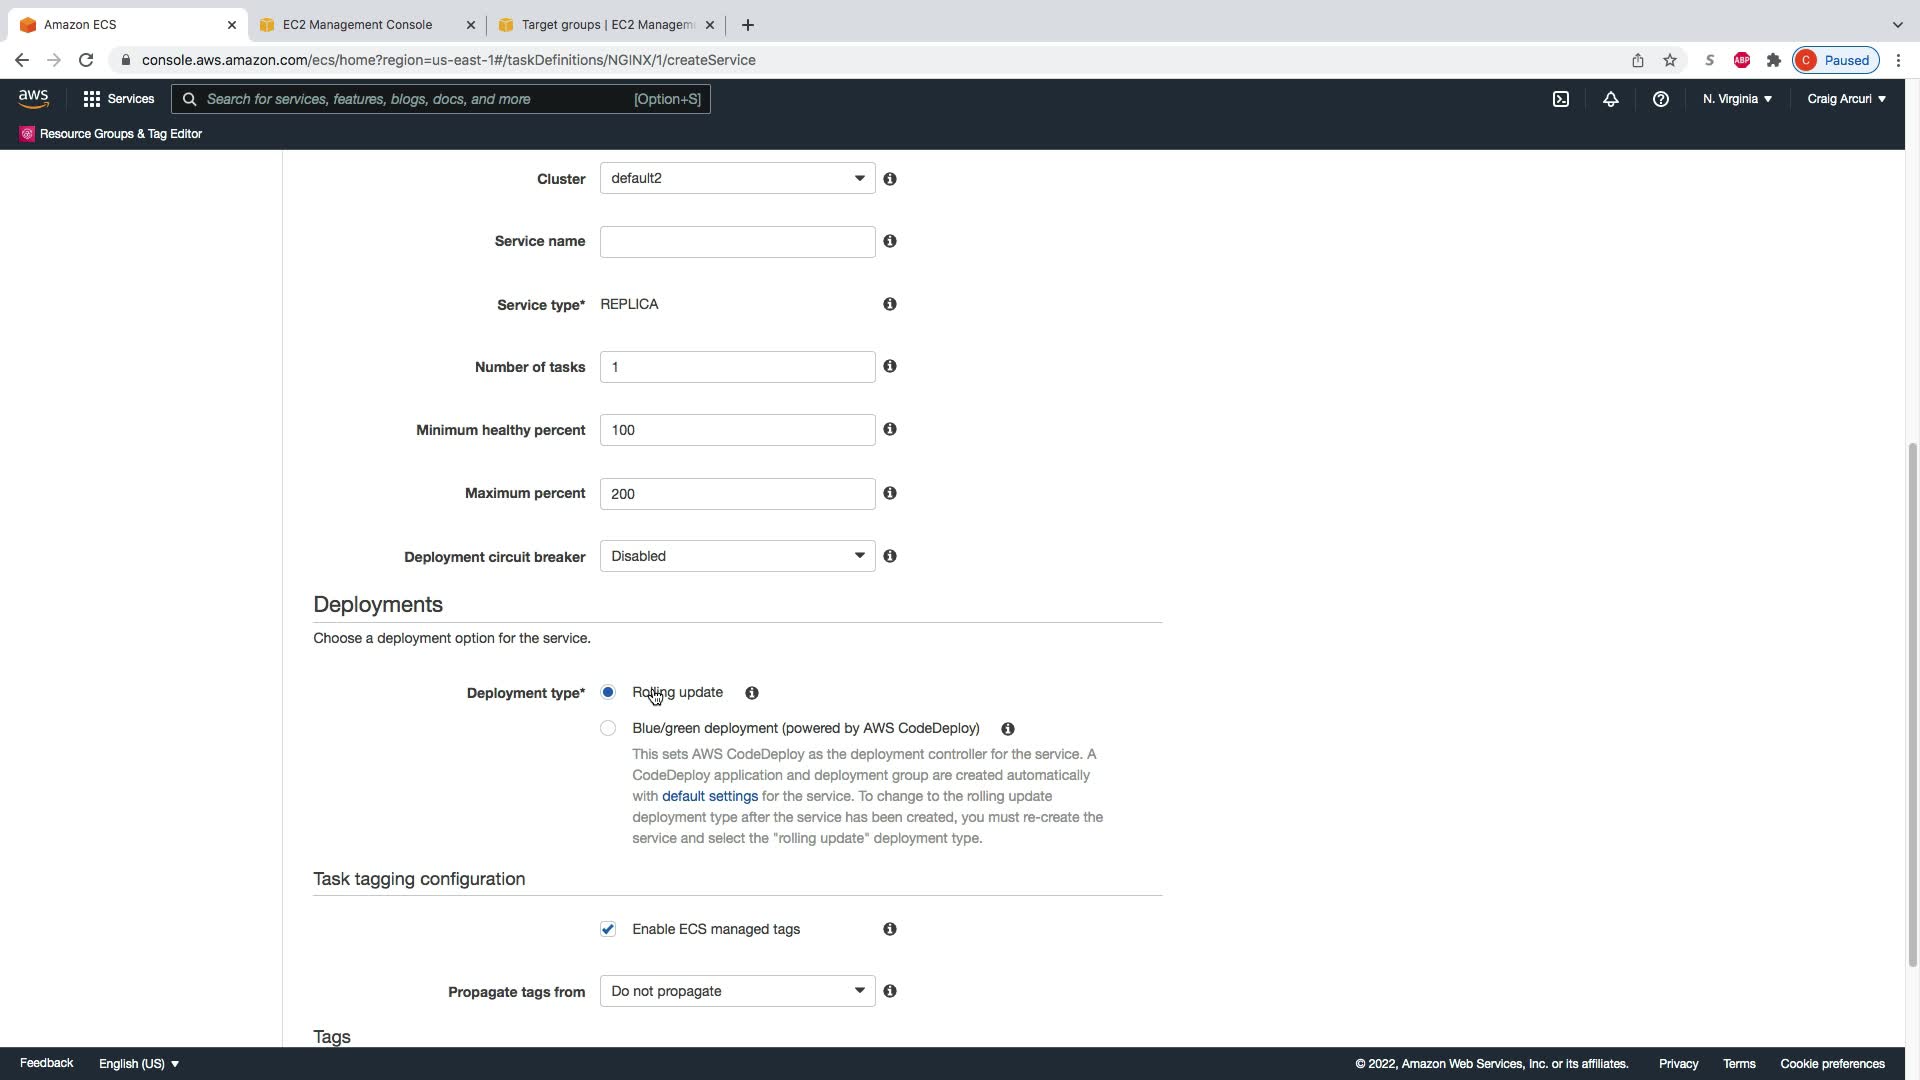 Amazon ECS
EC2 Management Console
Target groups | EC2 Managem
console.aws.amazon.com/ecs/home?region=us-east-1#/taskDefinitions/NGINX/1/createService
S
ABP
C Paused
aws
Services
Search for services, features, blogs, docs, and more [Option+S]
N. Virginia
Craig Arcuri
Resource Groups & Tag Editor
Cluster default2
Service name
Service type* REPLICA
Number of tasks 1
Minimum healthy percent 100
Maximum percent 200
Deployment circuit breaker Disabled
Deployments
Choose a deployment option for the service.
Deployment type* Rolling update
Blue/green deployment (powered by AWS CodeDeploy)
This sets AWS CodeDeploy as the deployment controller for the service. A
CodeDeploy application and deployment group are created automatically
with default settings for the service. To change to the rolling update
deployment type after the service has been created, you must re-create the
service and select the "rolling update" deployment type.
Task tagging configuration
Enable ECS managed tags
Propagate tags from Do not propagate
Tags
Feedback English (US) © 2022, Amazon Web Services, Inc. or its affiliates. Privacy Terms Cookie preferences